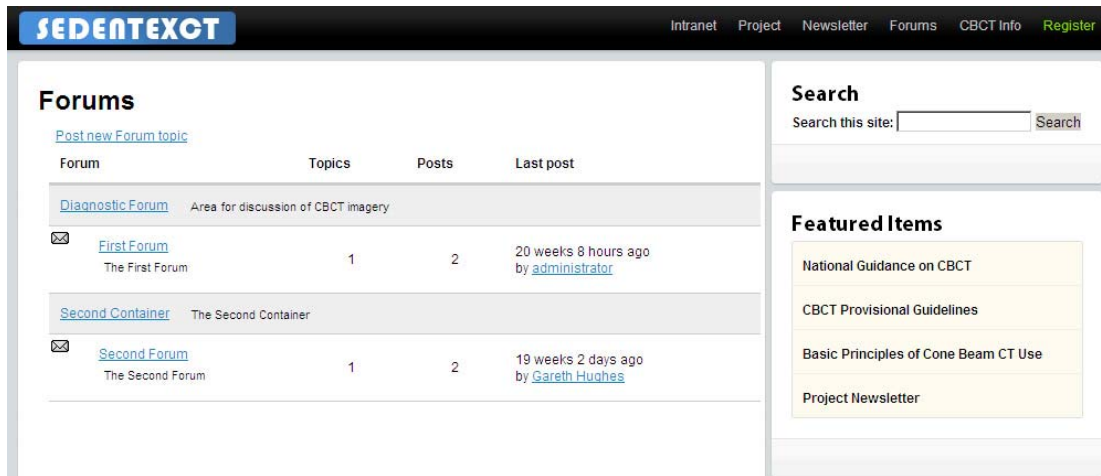 SEDENTEXCT
Intranet Project Newsletter Forums CBCT Info Register
Forums
Post new Forum topic
Forum Topics Posts Last post
Diagnostic Forum Area for discussion of CBCT imagery
First Forum
The First Forum
1 2
20 weeks 8 hours ago
by administrator
Second Container The Second Container
Second Forum
The Second Forum
1 2
19 weeks 2 days ago
by Gareth Hughes
Search
Search this site: Search
Featured Items
National Guidance on CBCT
CBCT Provisional Guidelines
Basic Principles of Cone Beam CT Use
Project Newsletter